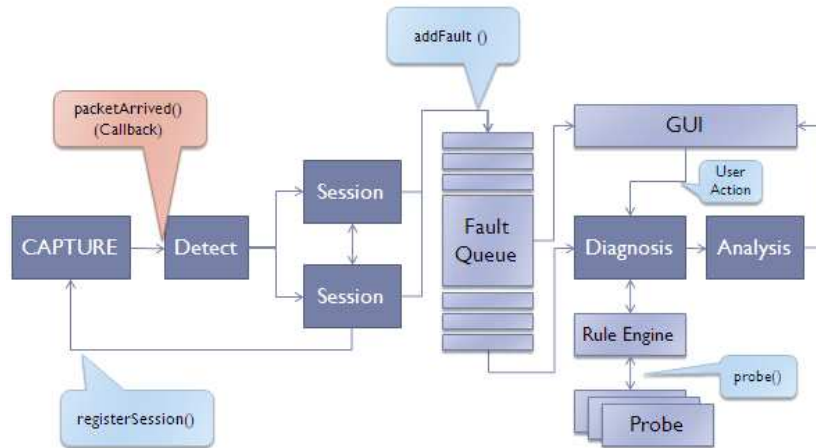 addFault ()
packetArrived()
(Callback)
GUI
User
Action
Session
CAPTURE
Detect
Fault
Queue
Diagnosis
Analysis
Session
Rule Engine
probe()
registerSession()
Probe